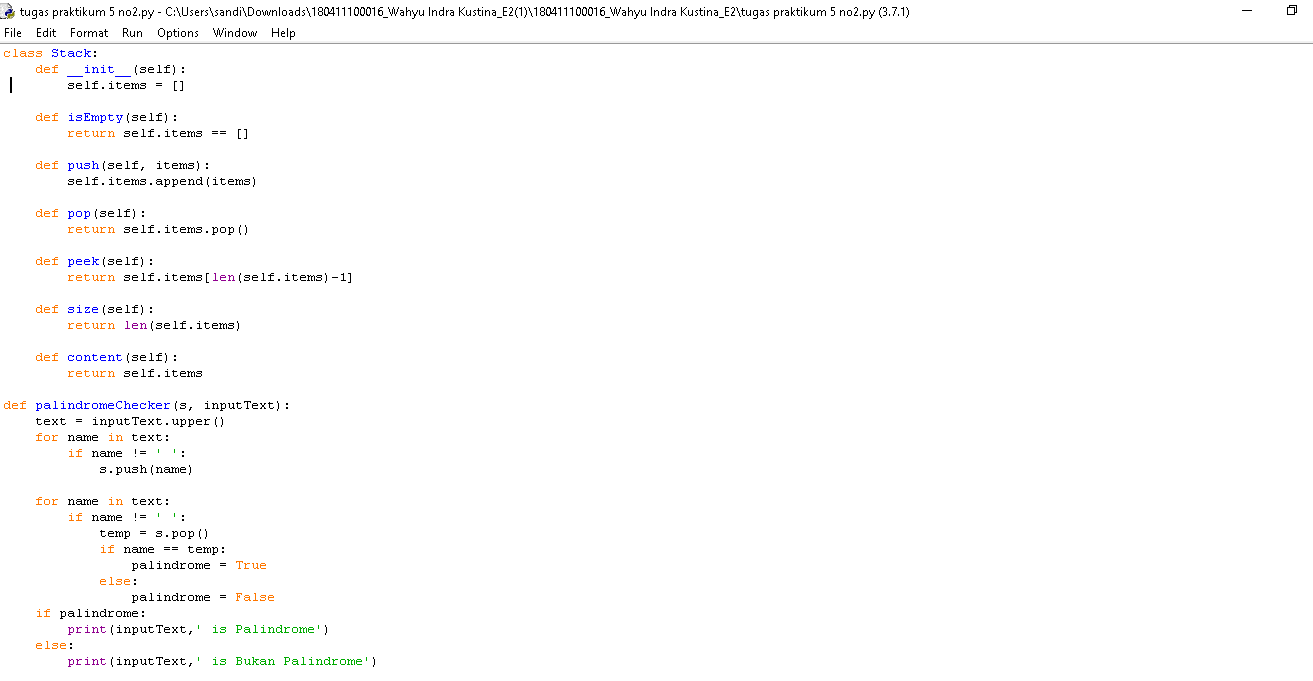 tugas praktikum 5 no2.py - C:\Users\sandi\Downloads\180411100016_Wahyu Indra Kustina_E2(1)\180411100016_Wahyu Indra Kustina_E2\tugas praktikum 5 no2.py (3.7.1)
File Edit Format Run Options Window Help
class Stack:
    def __init__(self):
        self.items = []

    def isEmpty(self):
        return self.items == []

    def push(self, items):
        self.items.append(items)

    def pop(self):
        return self.items.pop()

    def peek(self):
        return self.items[len(self.items)-1]

    def size(self):
        return len(self.items)

    def content(self):
        return self.items

def palindromeChecker(s, inputText):
    text = inputText.upper()
    for name in text:
        if name != ' ':
            s.push(name)

    for name in text:
        if name != ' ':
            temp = s.pop()
            if name == temp:
                palindrome = True
            else:
                palindrome = False
    if palindrome:
        print(inputText,' is Palindrome')
    else:
        print(inputText,' is Bukan Palindrome')